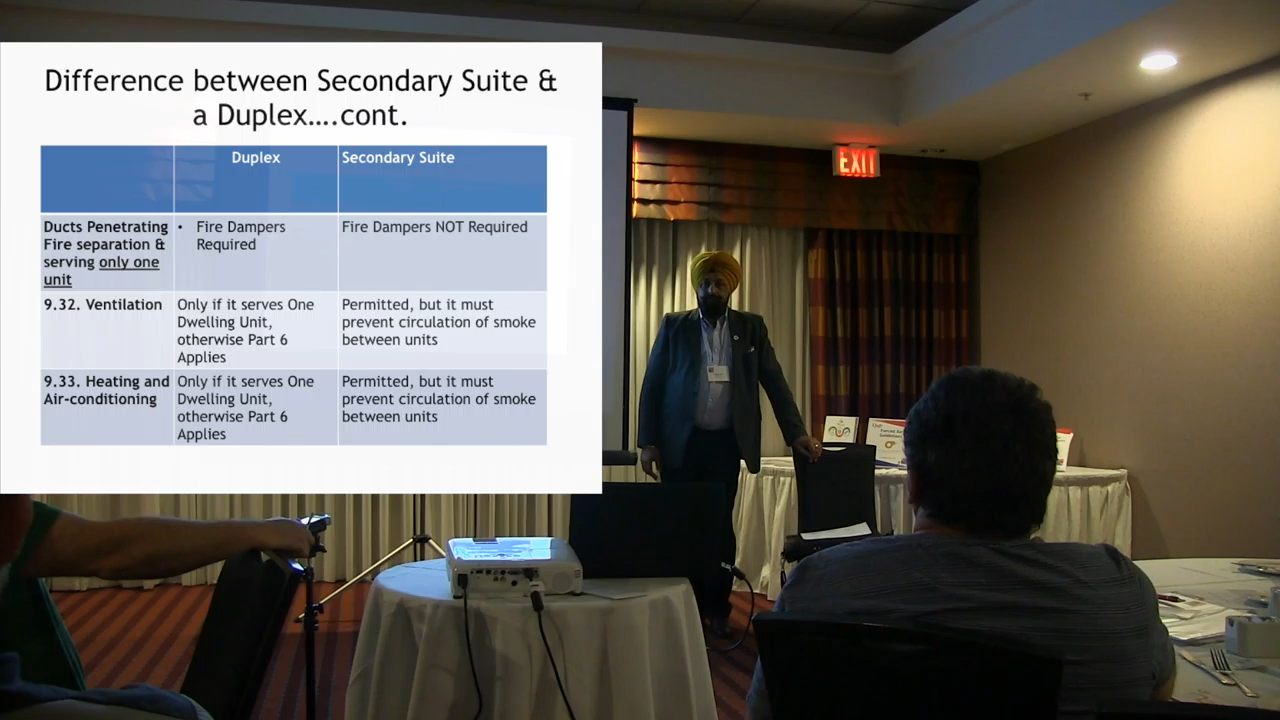 Difference between Secondary Suite &
a Duplex….cont.
Duplex
Secondary Suite
Ducts Penetrating
Fire separation &
serving only one
unit
• Fire Dampers
Required
Fire Dampers NOT Required
9.32. Ventilation
Only if it serves One
Dwelling Unit,
otherwise Part 6
Applies
Permitted, but it must
prevent circulation of smoke
between units
9.33. Heating and
Air-conditioning
Only if it serves One
Dwelling Unit,
otherwise Part 6
Applies
Permitted, but it must
prevent circulation of smoke
between units
EXIT